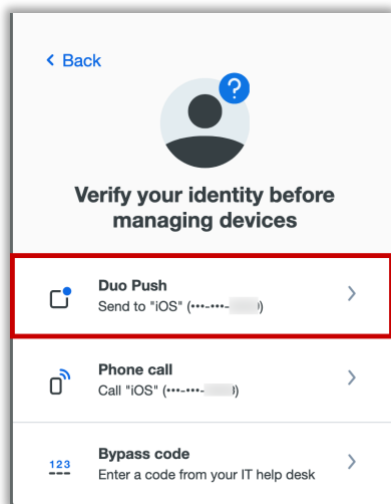 Back
?
Verify your identity before
managing devices
Duo Push
Send to "iOS" (•••-•••-    )
Phone call
Call "iOS" (•••-•••-    )
123
Bypass code
Enter a code from your IT help desk